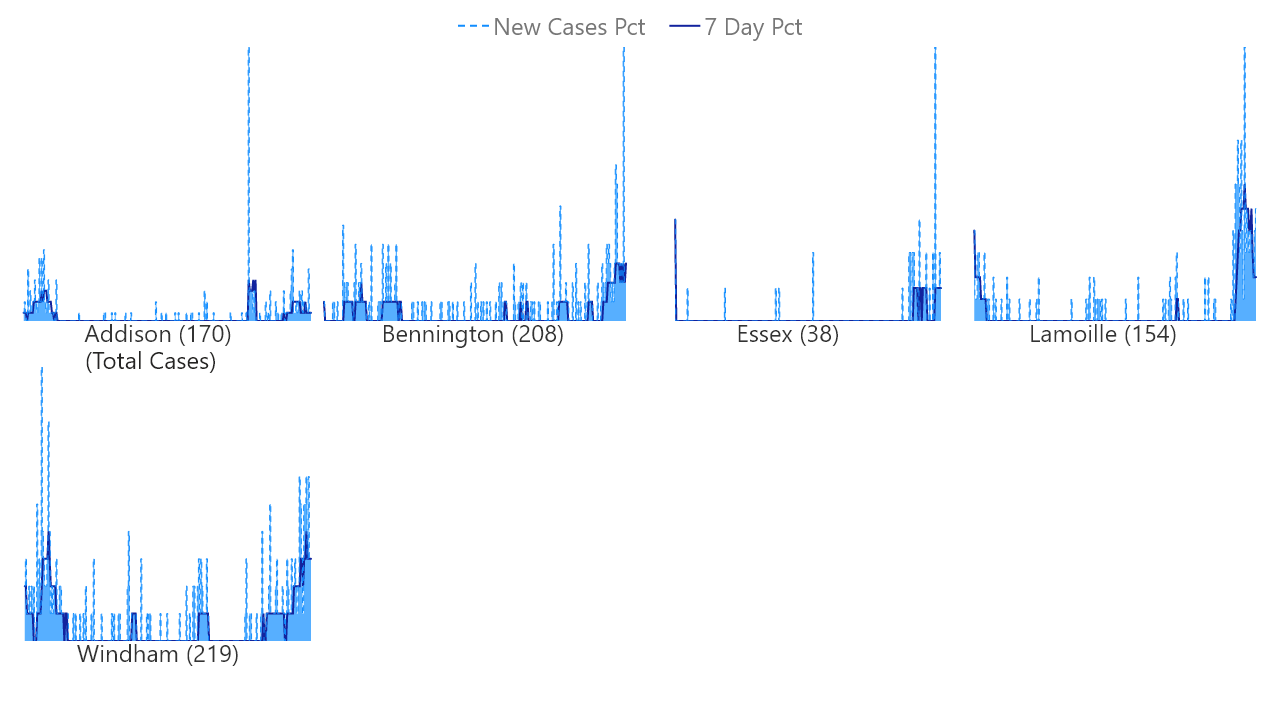 New Cases Pct 7 Day Pct
Addison (170)
(Total Cases)
Bennington (208)
Essex (38)
Lamoille (154)
Windham (219)